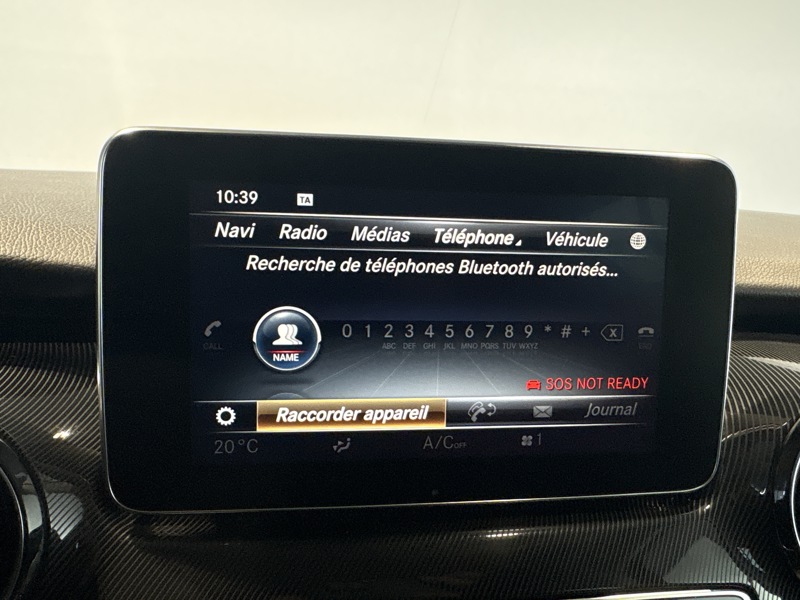 10:39 TA
Navi Radio Médias Téléphone Véhicule
Recherche de téléphones Bluetooth autorisés...
0 1 2 3 4 5 6 7 8 9 * # +
CALL NAME ABC DEF GHI JKL MNO PQRS TUV WXYZ
SOS NOT READY
Raccorder appareil Journal
20°C A/C OFF 1